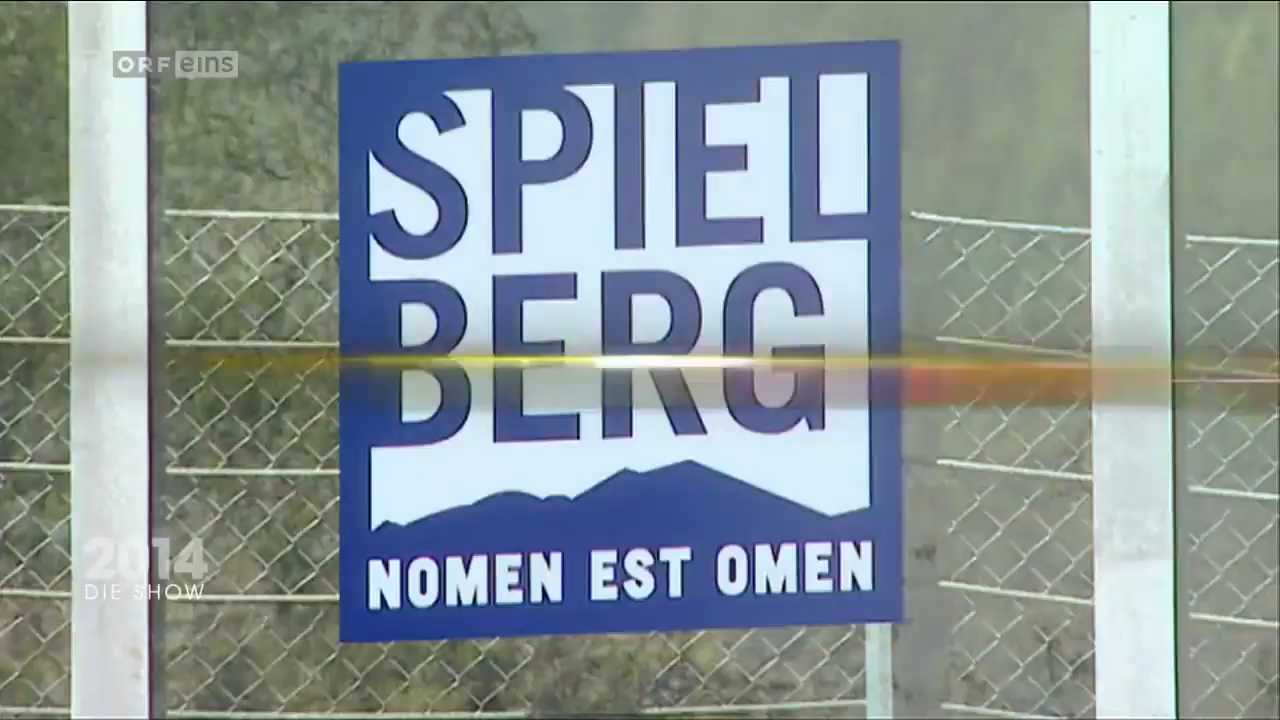 ORF eins
SPIEL
BERG
NOMEN EST OMEN
2014
DIE SHOW